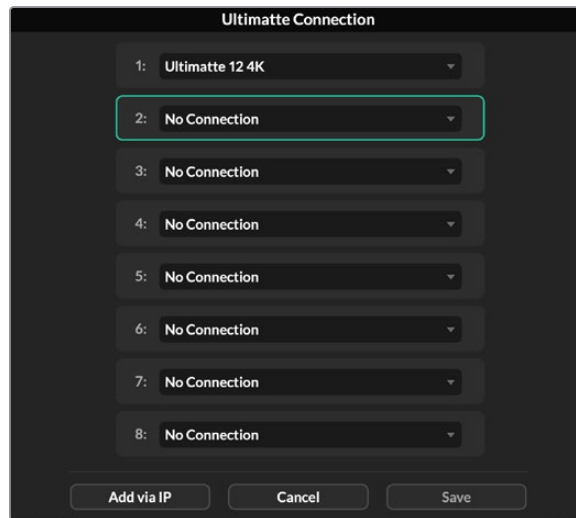 Ultimatte Connection
1: Ultimatte 12 4K
2: No Connection
3: No Connection
4: No Connection
5: No Connection
6: No Connection
7: No Connection
8: No Connection
Add via IP Cancel Save